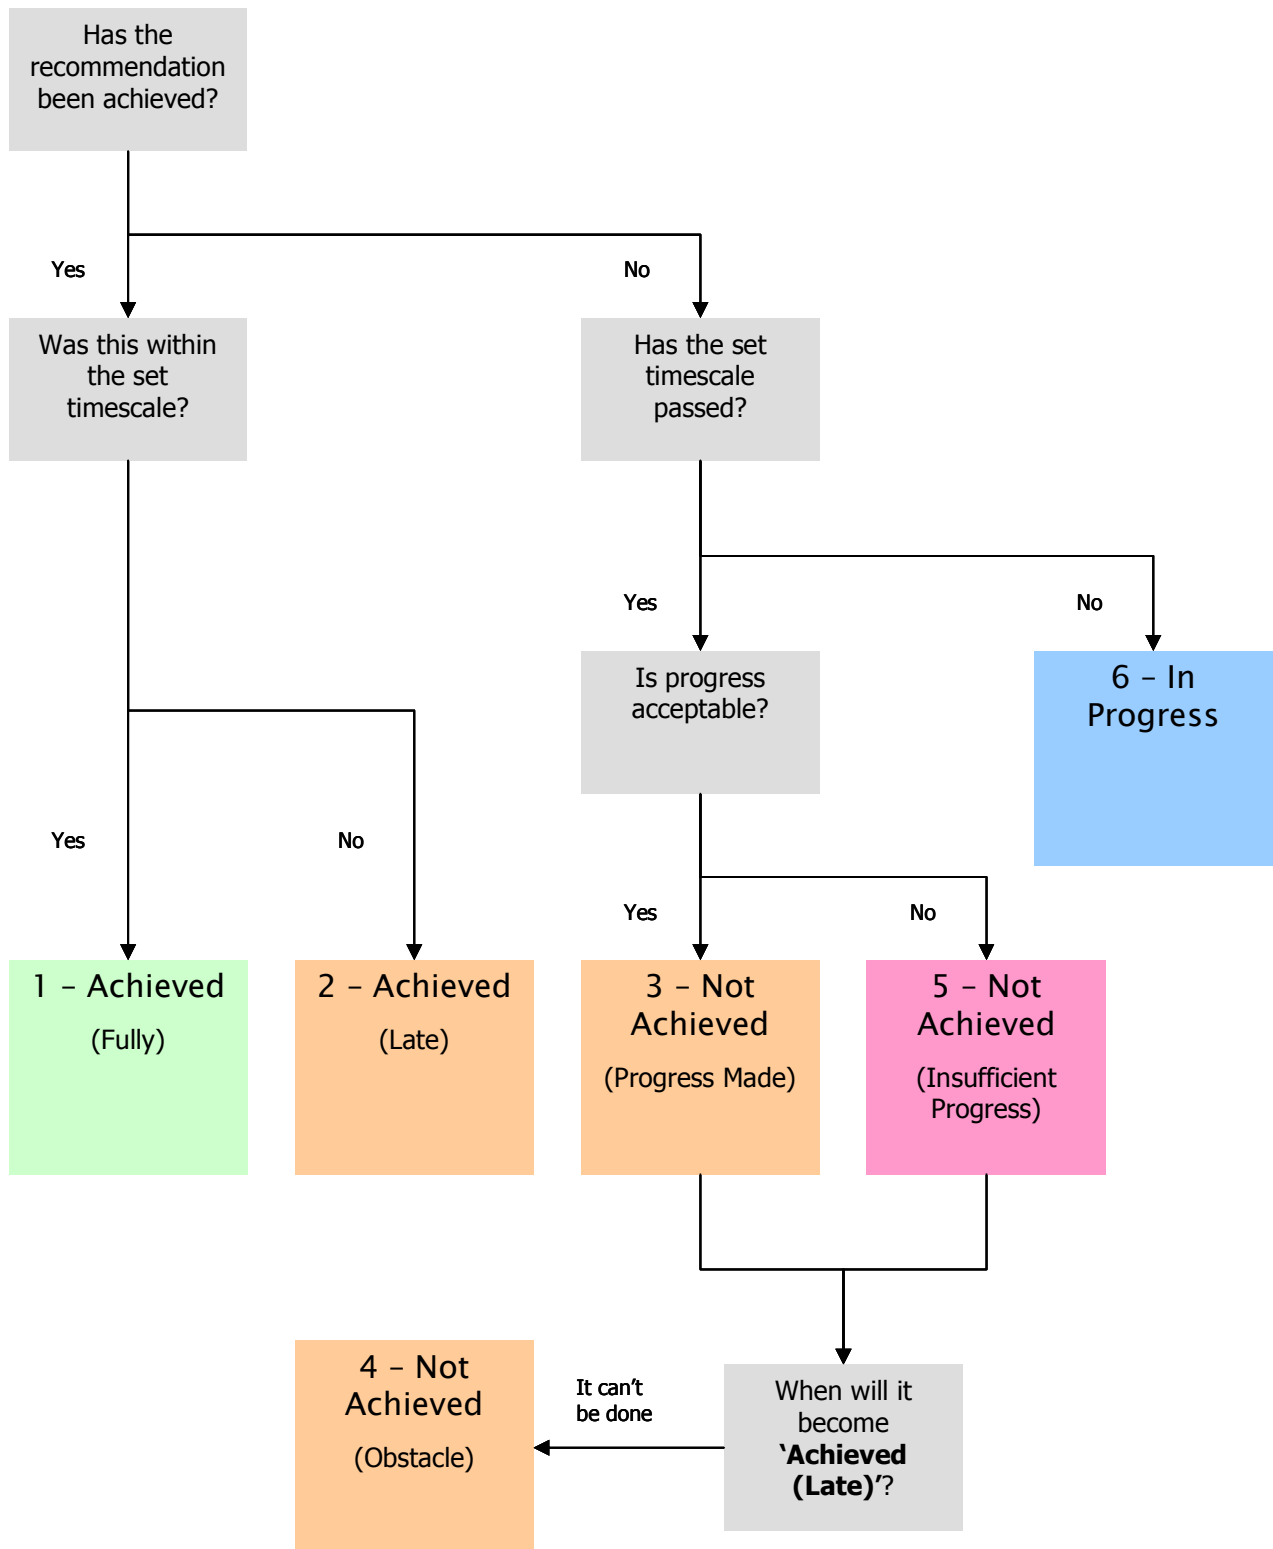 Has the
recommendation
been achieved?
Yes
No
Was this within
the set
timescale?
Has the set
timescale
passed?
Yes
No
Is progress
acceptable?
6 – In
Progress
Yes
No
Yes
No
1 – Achieved
(Fully)
2 – Achieved
(Late)
3 – Not
Achieved
(Progress Made)
5 – Not
Achieved
(Insufficient
Progress)
4 – Not
Achieved
(Obstacle)
It can’t
be done
When will it
become
‘Achieved
(Late)’?